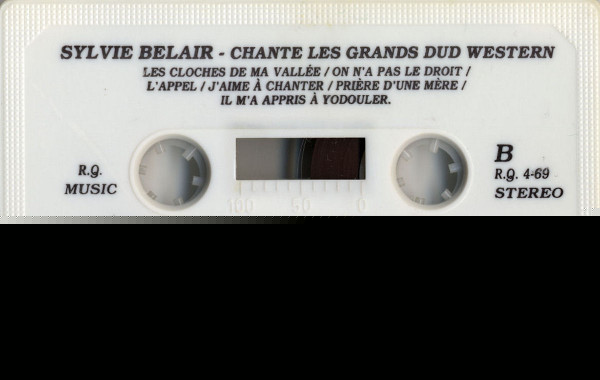 SYLVIE BELAIR - CHANTE LES GRANDS DUD WESTERN
LES CLOCHES DE MA VALLÉE / ON N'A PAS LE DROIT /
L'APPEL / J'AIME À CHANTER / PRIÈRE D'UNE MÈRE /
IL M'A APPRIS À YODOULER.
R.Q.
MUSIC
B
R.Q. 4-69
STEREO
100 50 0